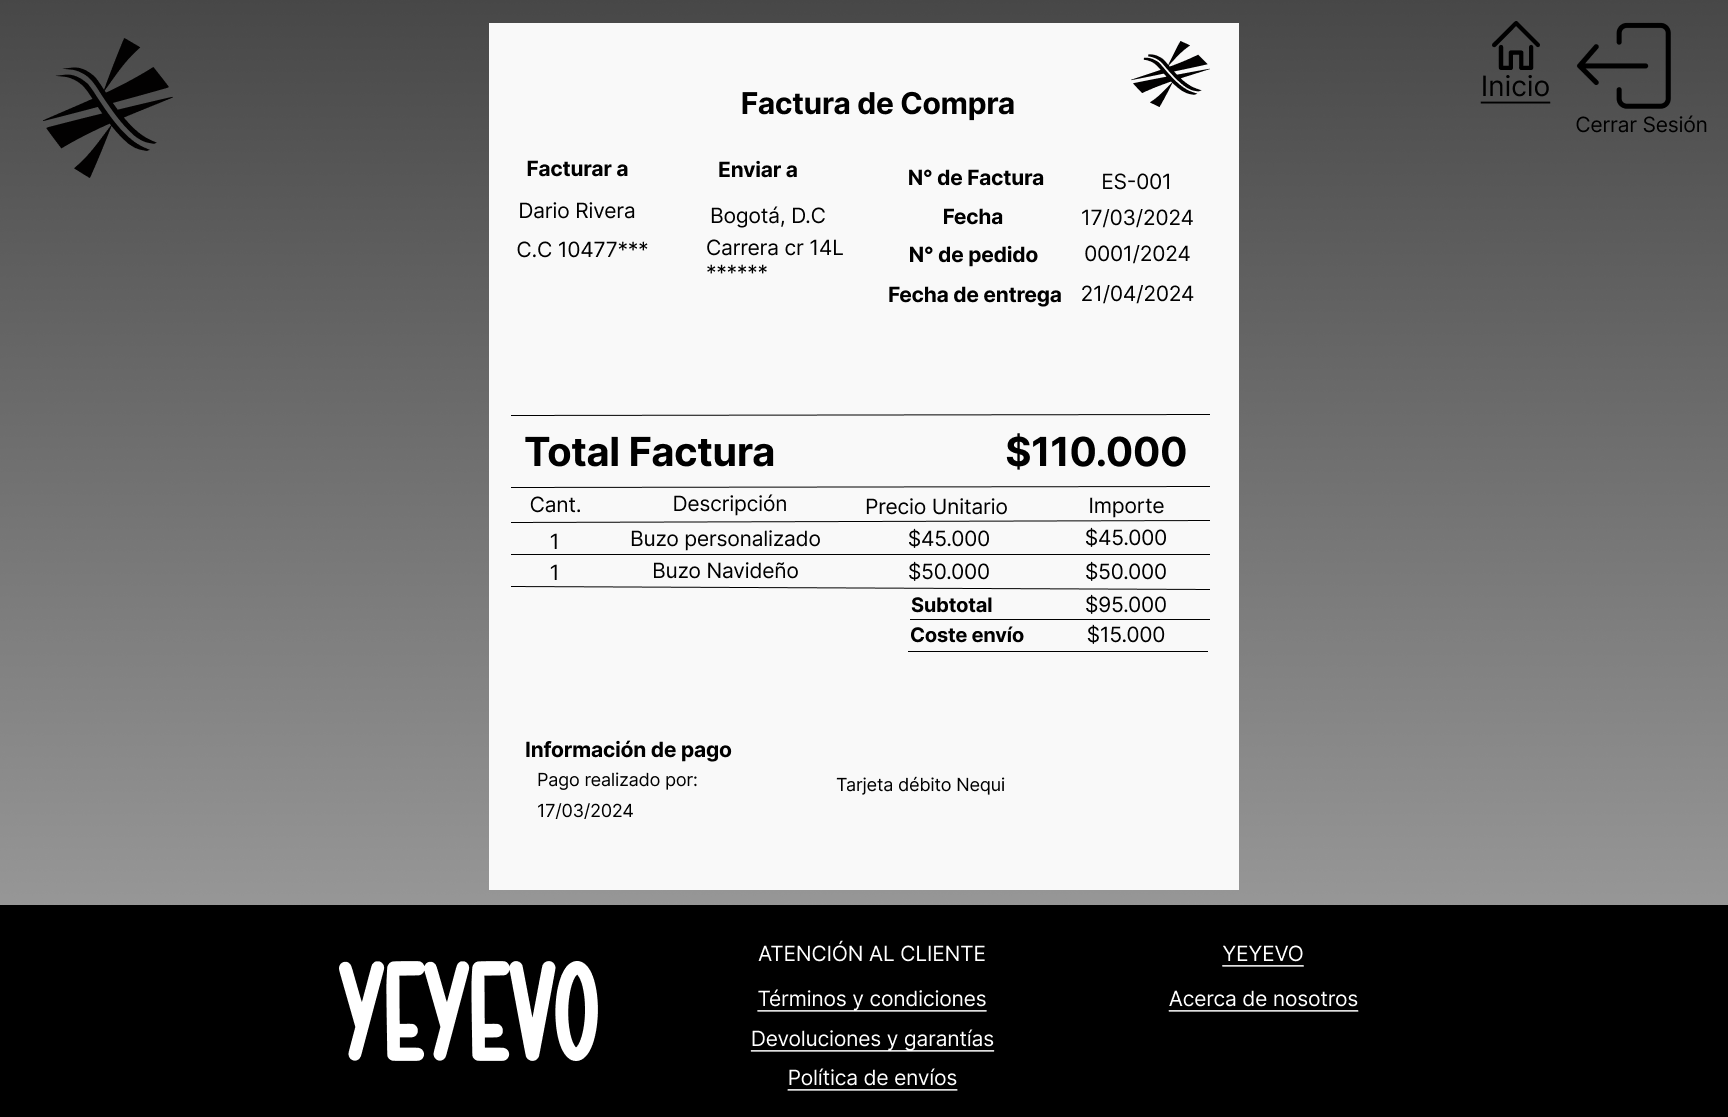 Inicio
Cerrar Sesión
Factura de Compra
Facturar a
Dario Rivera
C.C 10477***
Enviar a
Bogotá, D.C
Carrera cr 14L
******
N° de Factura ES-001
Fecha 17/03/2024
N° de pedido 0001/2024
Fecha de entrega 21/04/2024
Total Factura $110.000
Cant. Descripción Precio Unitario Importe
1 Buzo personalizado $45.000 $45.000
1 Buzo Navideño $50.000 $50.000
Subtotal $95.000
Coste envío $15.000
Información de pago
Pago realizado por: Tarjeta débito Nequi
17/03/2024
YEYEVO
ATENCIÓN AL CLIENTE
Términos y condiciones
Devoluciones y garantías
Política de envíos
YEYEVO
Acerca de nosotros